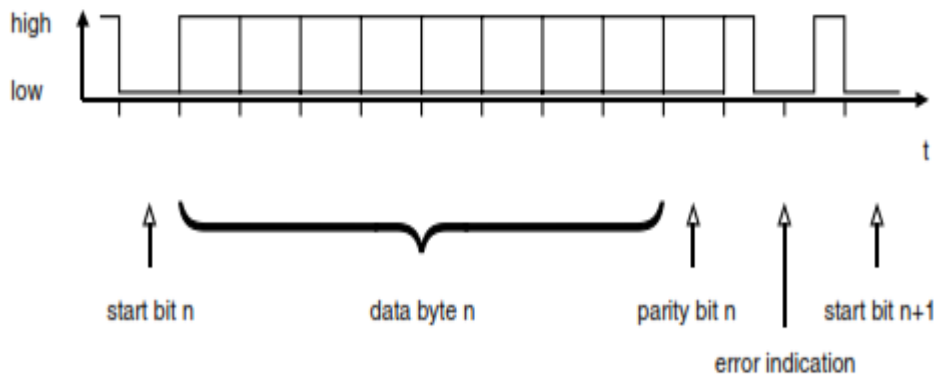 high
low
t
start bit n
data byte n
parity bit n
start bit n+1
error indication